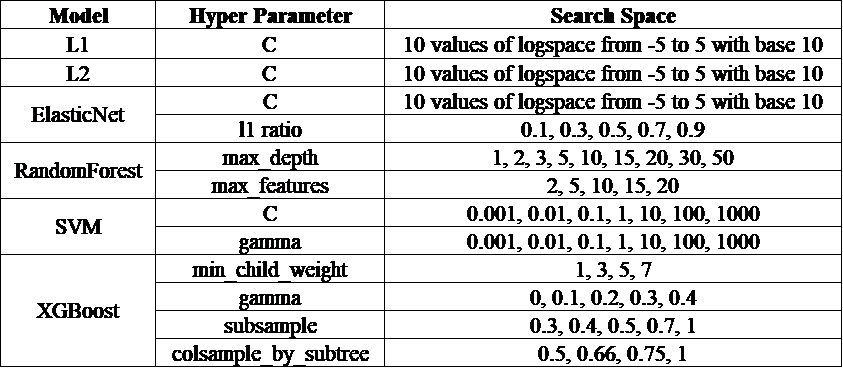 Model Hyper Parameter Search Space
L1 C 10 values of logspace from -5 to 5 with base 10
L2 C 10 values of logspace from -5 to 5 with base 10
ElasticNet C 10 values of logspace from -5 to 5 with base 10
l1 ratio 0.1, 0.3, 0.5, 0.7, 0.9
RandomForest max_depth 1, 2, 3, 5, 10, 15, 20, 30, 50
max_features 2, 5, 10, 15, 20
SVM C 0.001, 0.01, 0.1, 1, 10, 100, 1000
gamma 0.001, 0.01, 0.1, 1, 10, 100, 1000
XGBoost min_child_weight 1, 3, 5, 7
gamma 0, 0.1, 0.2, 0.3, 0.4
subsample 0.3, 0.4, 0.5, 0.7, 1
colsample_by_subtree 0.5, 0.66, 0.75, 1